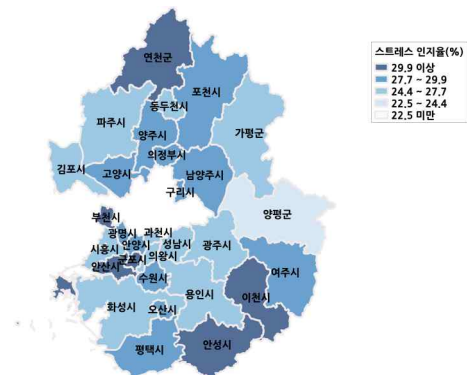 스트레스 인지율(%)
29.9 이상
27.7 ~ 29.9
24.4 ~ 27.7
22.5 ~ 24.4
22.5 미만
연천군
포천시
동두천시
파주시
양주시
가평군
의정부시
김포시
고양시
남양주시
구리시
부천시
양평군
광명시
과천시
시흥시
안양시
성남시
광주시
군포시
의왕시
안산시
수원시
여주시
이천시
용인시
화성시
오산시
안성시
평택시